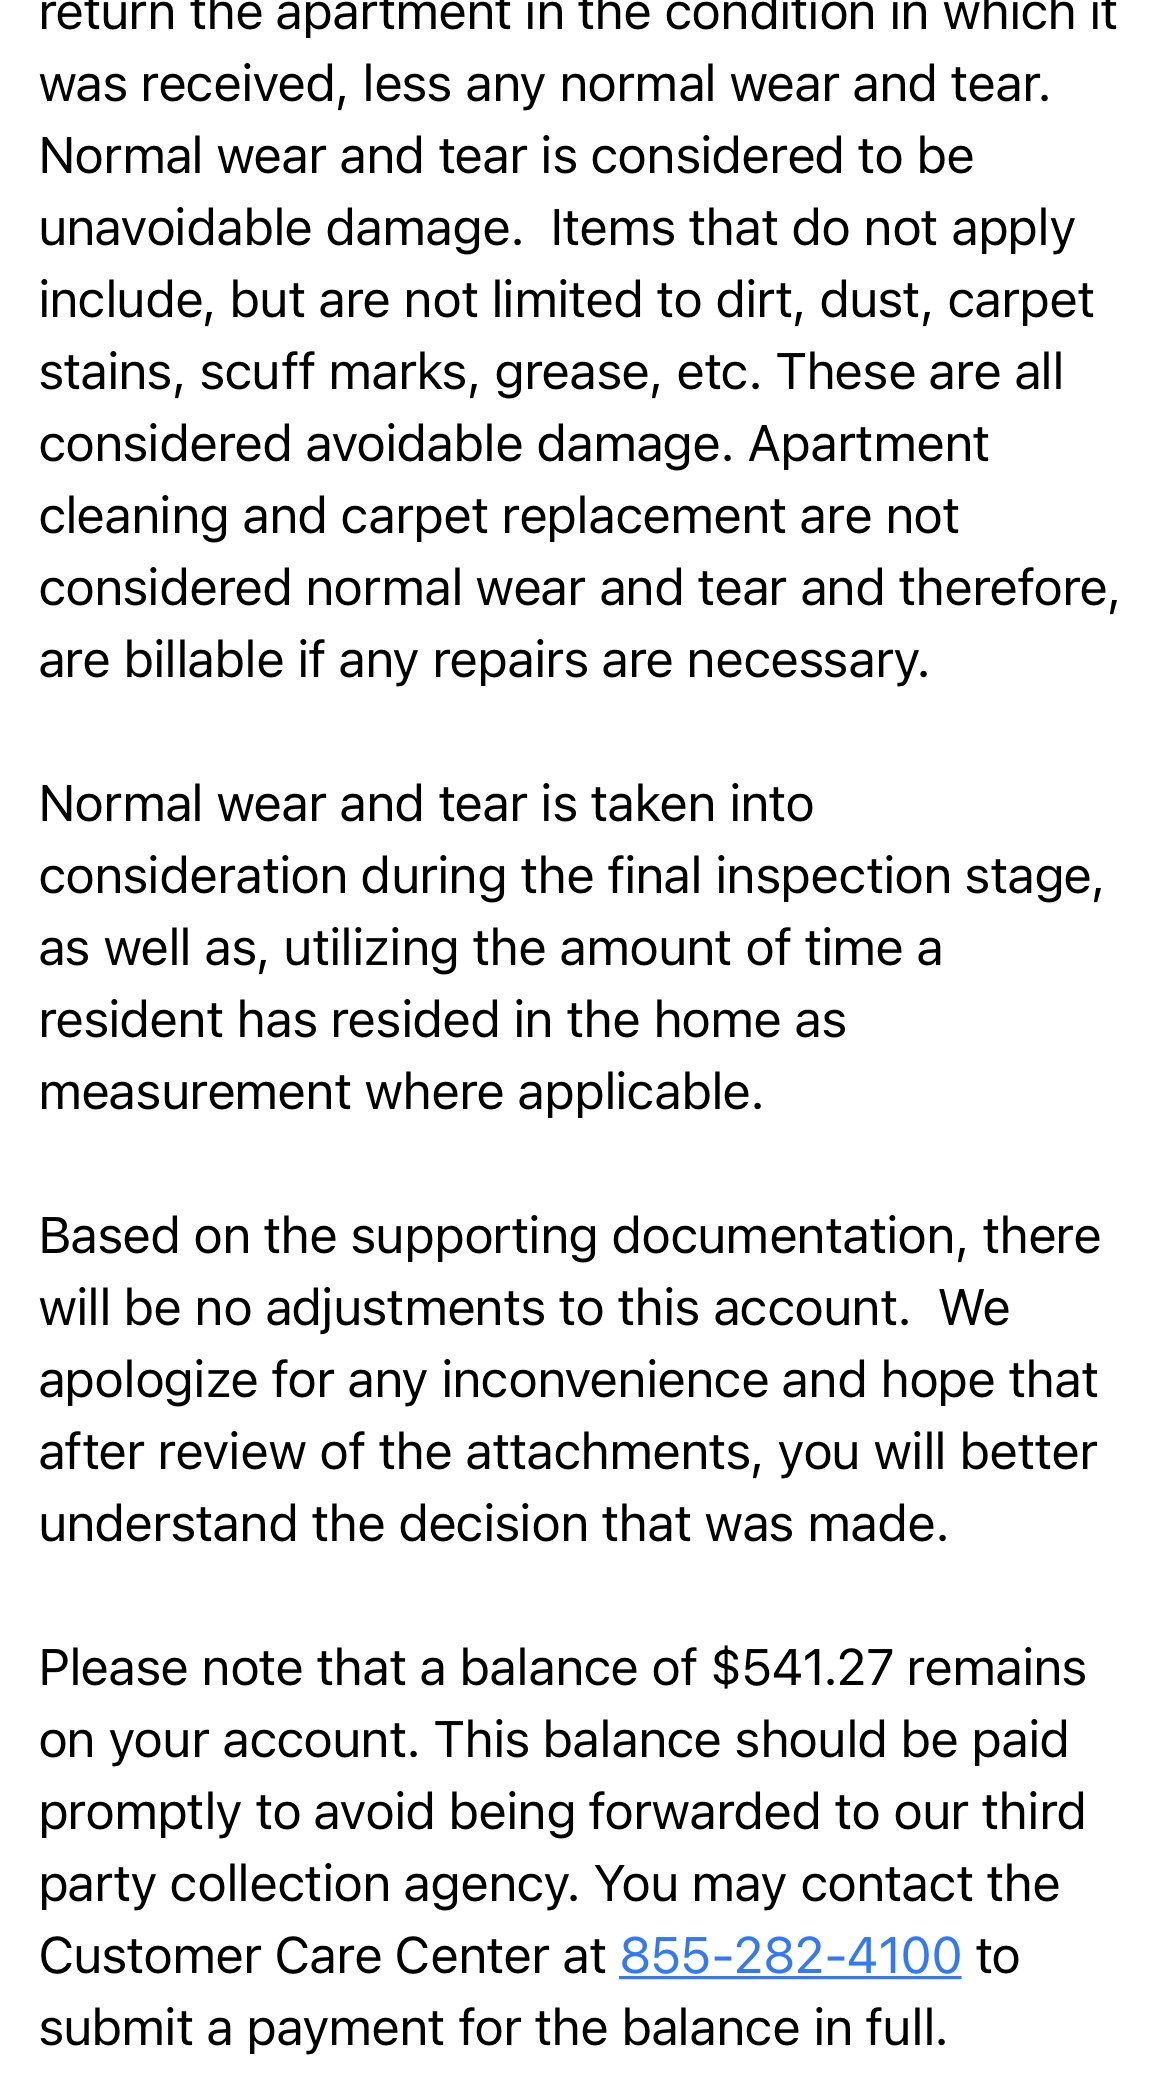 return the apartment in the condition in which it
was received, less any normal wear and tear.
Normal wear and tear is considered to be
unavoidable damage.  Items that do not apply
include, but are not limited to dirt, dust, carpet
stains, scuff marks, grease, etc. These are all
considered avoidable damage. Apartment
cleaning and carpet replacement are not
considered normal wear and tear and therefore,
are billable if any repairs are necessary.

Normal wear and tear is taken into
consideration during the final inspection stage,
as well as, utilizing the amount of time a
resident has resided in the home as
measurement where applicable.

Based on the supporting documentation, there
will be no adjustments to this account.  We
apologize for any inconvenience and hope that
after review of the attachments, you will better
understand the decision that was made.

Please note that a balance of $541.27 remains
on your account. This balance should be paid
promptly to avoid being forwarded to our third
party collection agency. You may contact the
Customer Care Center at 855-282-4100 to
submit a payment for the balance in full.